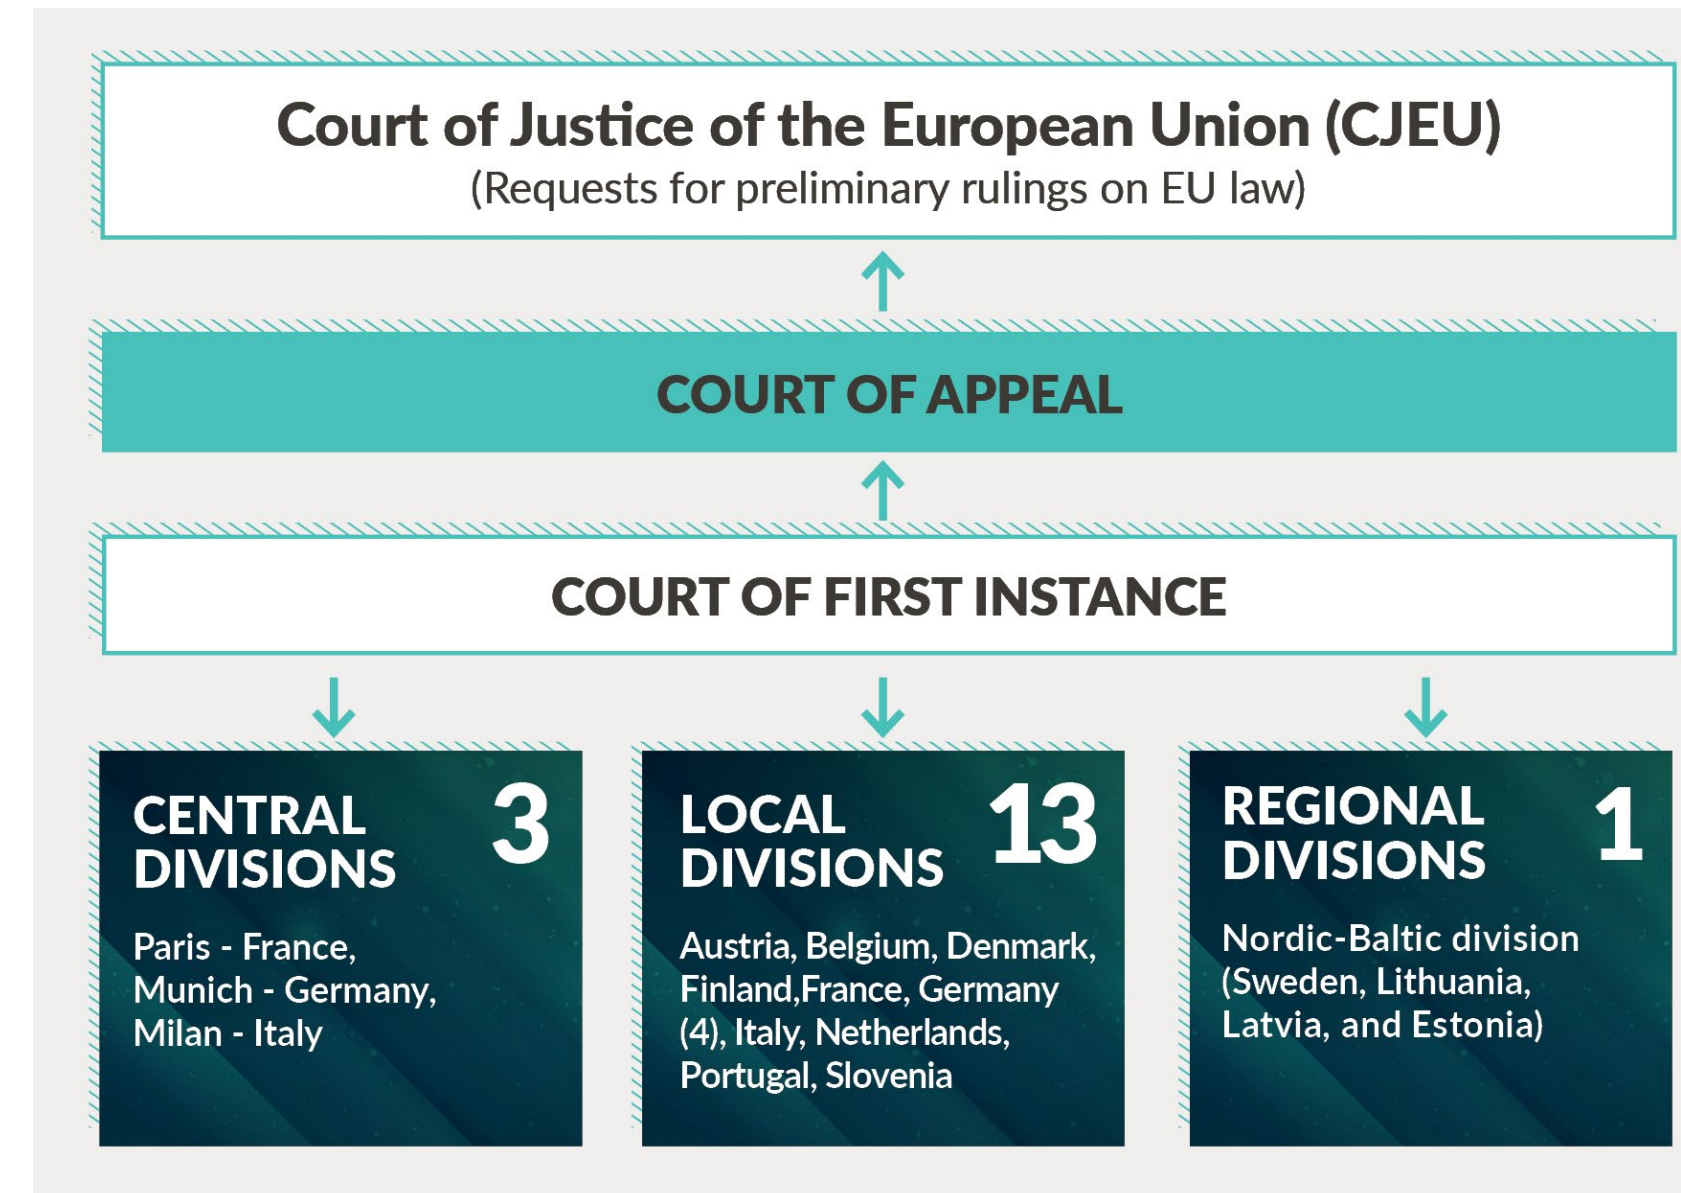 Court of Justice of the European Union (CJEU)
(Requests for preliminary rulings on EU law)
COURT OF APPEAL
COURT OF FIRST INSTANCE
CENTRAL
DIVISIONS
3
Paris - France,
Munich - Germany,
Milan - Italy
LOCAL
DIVISIONS
13
Austria, Belgium, Denmark,
Finland,France, Germany
(4), Italy, Netherlands,
Portugal, Slovenia
REGIONAL
DIVISIONS
1
Nordic-Baltic division
(Sweden, Lithuania,
Latvia, and Estonia)